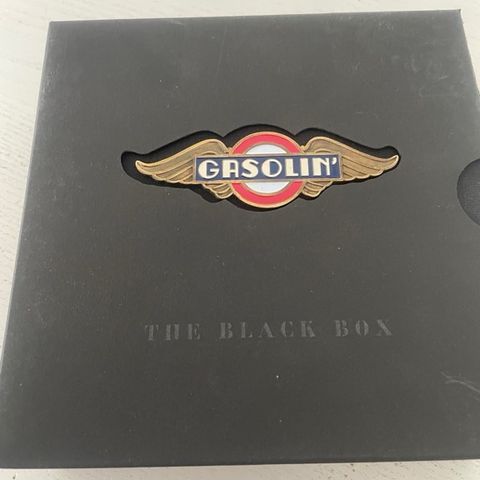 GASOLIN'
THE BLACK BOX